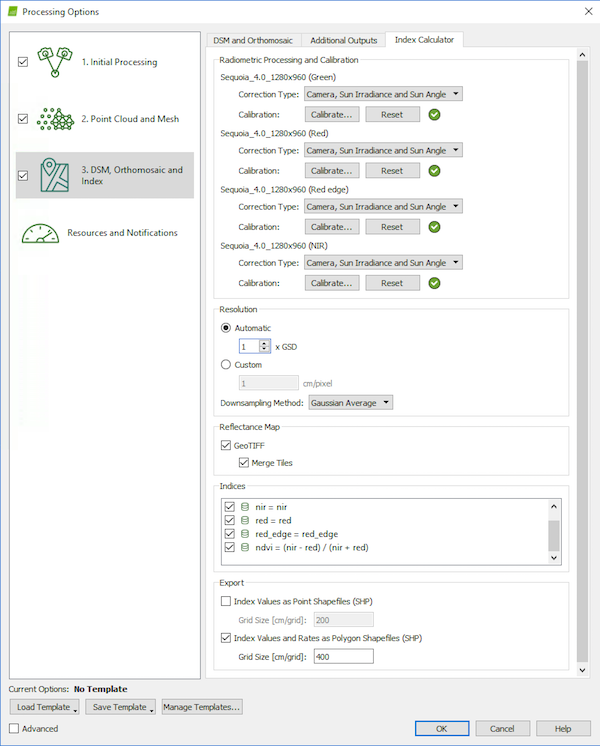 Processing Options
1. Initial Processing
2. Point Cloud and Mesh
3. DSM, Orthomosaic and
Index
Resources and Notifications
DSM and Orthomosaic
Additional Outputs
Index Calculator
Radiometric Processing and Calibration
Sequoia_4.0_1280x960 (Green)
Correction Type: Camera, Sun Irradiance and Sun Angle
Calibration: Calibrate... Reset
Sequoia_4.0_1280x960 (Red)
Correction Type: Camera, Sun Irradiance and Sun Angle
Calibration: Calibrate... Reset
Sequoia_4.0_1280x960 (Red edge)
Correction Type: Camera, Sun Irradiance and Sun Angle
Calibration: Calibrate... Reset
Sequoia_4.0_1280x960 (NIR)
Correction Type: Camera, Sun Irradiance and Sun Angle
Calibration: Calibrate... Reset
Resolution
Automatic
1 x GSD
Custom
1 cm/pixel
Downsampling Method: Gaussian Average
Reflectance Map
GeoTIFF
Merge Tiles
Indices
nir = nir
red = red
red_edge = red_edge
ndvi = (nir - red) / (nir + red)
Export
Index Values as Point Shapefiles (SHP)
Grid Size [cm/grid]: 200
Index Values and Rates as Polygon Shapefiles (SHP)
Grid Size [cm/grid]: 400
Current Options: No Template
Load Template Save Template Manage Templates...
Advanced
OK Cancel Help